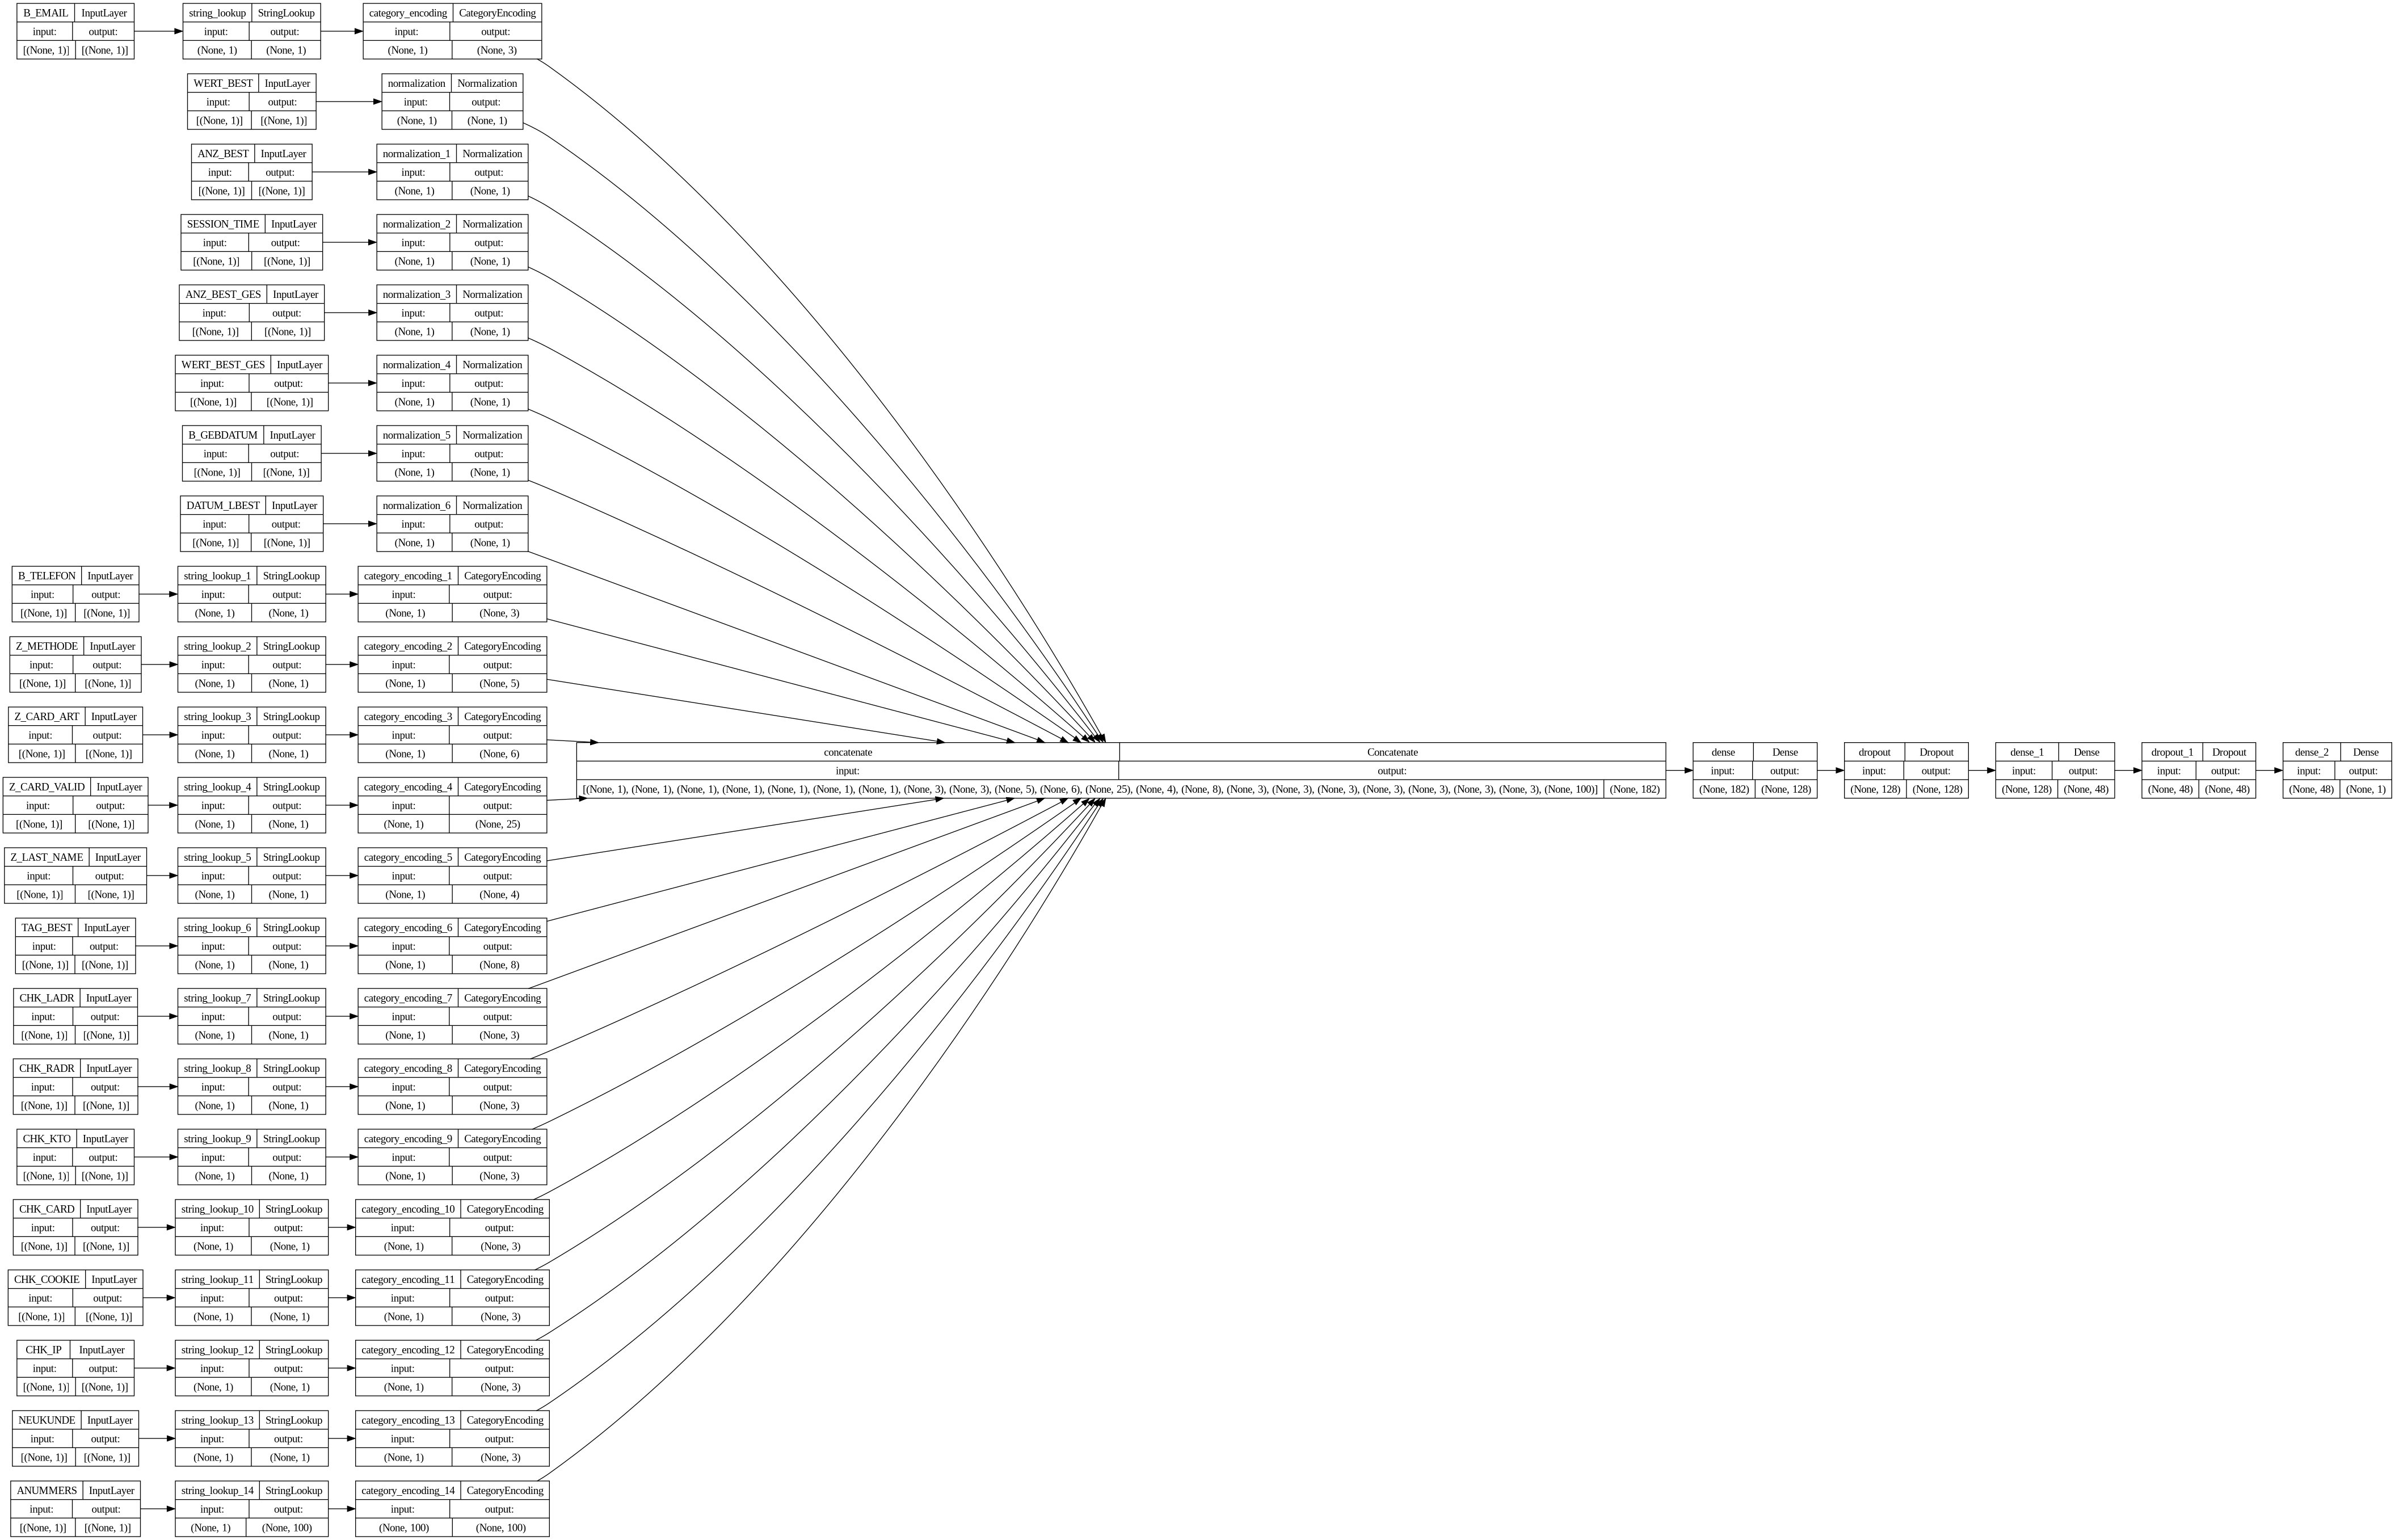 B_EMAIL InputLayer
input: output:
[(None, 1)] [(None, 1)]
string_lookup StringLookup
input: output:
(None, 1) (None, 1)
category_encoding CategoryEncoding
input: output:
(None, 1) (None, 3)
WERT_BEST InputLayer
input: output:
[(None, 1)] [(None, 1)]
normalization Normalization
input: output:
(None, 1) (None, 1)
ANZ_BEST InputLayer
input: output:
[(None, 1)] [(None, 1)]
normalization_1 Normalization
input: output:
(None, 1) (None, 1)
SESSION_TIME InputLayer
input: output:
[(None, 1)] [(None, 1)]
normalization_2 Normalization
input: output:
(None, 1) (None, 1)
ANZ_BEST_GES InputLayer
input: output:
[(None, 1)] [(None, 1)]
normalization_3 Normalization
input: output:
(None, 1) (None, 1)
WERT_BEST_GES InputLayer
input: output:
[(None, 1)] [(None, 1)]
normalization_4 Normalization
input: output:
(None, 1) (None, 1)
B_GEBDATUM InputLayer
input: output:
[(None, 1)] [(None, 1)]
normalization_5 Normalization
input: output:
(None, 1) (None, 1)
DATUM_LBEST InputLayer
input: output:
[(None, 1)] [(None, 1)]
normalization_6 Normalization
input: output:
(None, 1) (None, 1)
B_TELEFON InputLayer
input: output:
[(None, 1)] [(None, 1)]
string_lookup_1 StringLookup
input: output:
(None, 1) (None, 1)
category_encoding_1 CategoryEncoding
input: output:
(None, 1) (None, 3)
Z_METHODE InputLayer
input: output:
[(None, 1)] [(None, 1)]
string_lookup_2 StringLookup
input: output:
(None, 1) (None, 1)
category_encoding_2 CategoryEncoding
input: output:
(None, 1) (None, 5)
Z_CARD_ART InputLayer
input: output:
[(None, 1)] [(None, 1)]
string_lookup_3 StringLookup
input: output:
(None, 1) (None, 1)
category_encoding_3 CategoryEncoding
input: output:
(None, 1) (None, 6)
Z_CARD_VALID InputLayer
input: output:
[(None, 1)] [(None, 1)]
string_lookup_4 StringLookup
input: output:
(None, 1) (None, 1)
category_encoding_4 CategoryEncoding
input: output:
(None, 1) (None, 25)
Z_LAST_NAME InputLayer
input: output:
[(None, 1)] [(None, 1)]
string_lookup_5 StringLookup
input: output:
(None, 1) (None, 1)
category_encoding_5 CategoryEncoding
input: output:
(None, 1) (None, 4)
TAG_BEST InputLayer
input: output:
[(None, 1)] [(None, 1)]
string_lookup_6 StringLookup
input: output:
(None, 1) (None, 1)
category_encoding_6 CategoryEncoding
input: output:
(None, 1) (None, 8)
CHK_LADR InputLayer
input: output:
[(None, 1)] [(None, 1)]
string_lookup_7 StringLookup
input: output:
(None, 1) (None, 1)
category_encoding_7 CategoryEncoding
input: output:
(None, 1) (None, 3)
CHK_RADR InputLayer
input: output:
[(None, 1)] [(None, 1)]
string_lookup_8 StringLookup
input: output:
(None, 1) (None, 1)
category_encoding_8 CategoryEncoding
input: output:
(None, 1) (None, 3)
CHK_KTO InputLayer
input: output:
[(None, 1)] [(None, 1)]
string_lookup_9 StringLookup
input: output:
(None, 1) (None, 1)
category_encoding_9 CategoryEncoding
input: output:
(None, 1) (None, 3)
CHK_CARD InputLayer
input: output:
[(None, 1)] [(None, 1)]
string_lookup_10 StringLookup
input: output:
(None, 1) (None, 1)
category_encoding_10 CategoryEncoding
input: output:
(None, 1) (None, 3)
CHK_COOKIE InputLayer
input: output:
[(None, 1)] [(None, 1)]
string_lookup_11 StringLookup
input: output:
(None, 1) (None, 1)
category_encoding_11 CategoryEncoding
input: output:
(None, 1) (None, 3)
CHK_IP InputLayer
input: output:
[(None, 1)] [(None, 1)]
string_lookup_12 StringLookup
input: output:
(None, 1) (None, 1)
category_encoding_12 CategoryEncoding
input: output:
(None, 1) (None, 3)
NEUKUNDE InputLayer
input: output:
[(None, 1)] [(None, 1)]
string_lookup_13 StringLookup
input: output:
(None, 1) (None, 1)
category_encoding_13 CategoryEncoding
input: output:
(None, 1) (None, 3)
ANUMMERS InputLayer
input: output:
[(None, 1)] [(None, 1)]
string_lookup_14 StringLookup
input: output:
(None, 1) (None, 100)
category_encoding_14 CategoryEncoding
input: output:
(None, 100) (None, 100)
concatenate Concatenate
input: output:
[(None, 1), (None, 1), (None, 1), (None, 1), (None, 1), (None, 1), (None, 1), (None, 3), (None, 3), (None, 5), (None, 6), (None, 25), (None, 4), (None, 8), (None, 3), (None, 3), (None, 3), (None, 3), (None, 3), (None, 3), (None, 3), (None, 100)] (None, 182)
dense Dense
input: output:
(None, 182) (None, 128)
dropout Dropout
input: output:
(None, 128) (None, 128)
dense_1 Dense
input: output:
(None, 128) (None, 48)
dropout_1 Dropout
input: output:
(None, 48) (None, 48)
dense_2 Dense
input: output:
(None, 48) (None, 1)